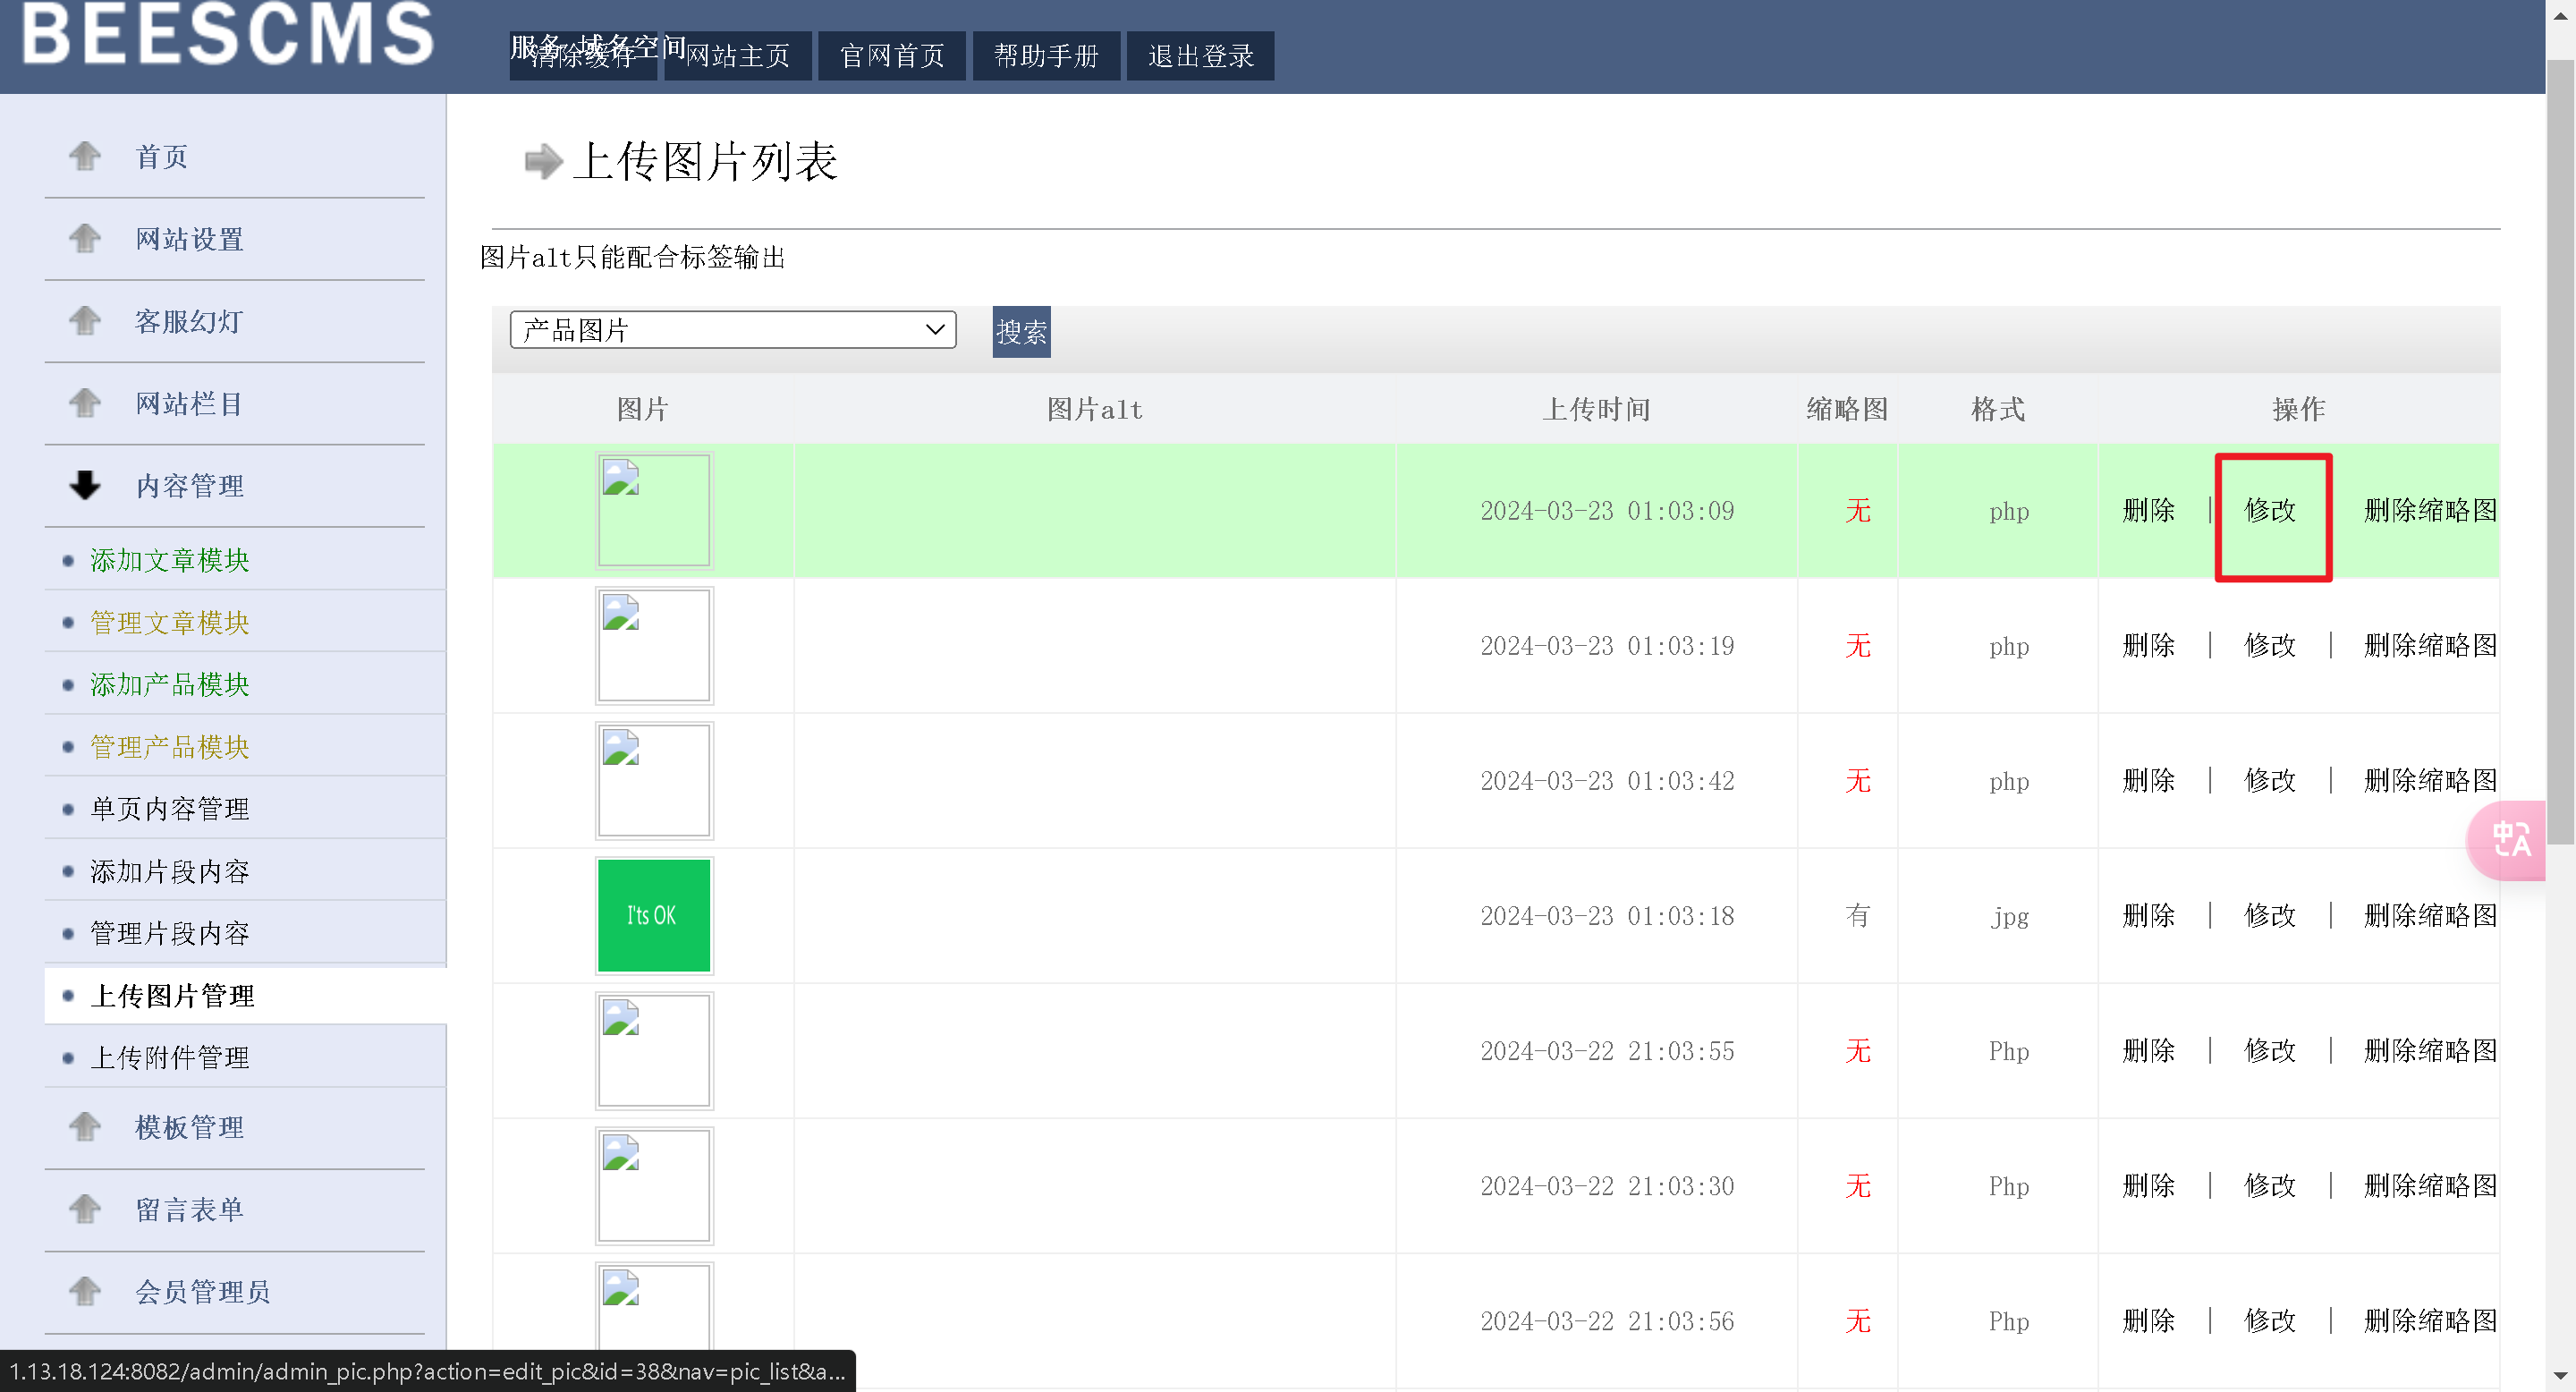 BEESCMS
服务 域名空间
清除缓存 网站主页 官网首页 帮助手册 退出登录
首页
网站设置
客服幻灯
网站栏目
内容管理
添加文章模块
管理文章模块
添加产品模块
管理产品模块
单页内容管理
添加片段内容
管理片段内容
上传图片管理
上传附件管理
模板管理
留言表单
会员管理员
上传图片列表
图片alt只能配合标签输出
产品图片 搜索
图片 图片alt 上传时间 缩略图 格式 操作
2024-03-23 01:03:09 无 php 删除 | 修改 删除缩略图
2024-03-23 01:03:19 无 php 删除 | 修改 | 删除缩略图
2024-03-23 01:03:42 无 php 删除 | 修改 | 删除缩略图
I'ts OK 2024-03-23 01:03:18 有 jpg 删除 | 修改 | 删除缩略图
2024-03-22 21:03:55 无 Php 删除 | 修改 | 删除缩略图
2024-03-22 21:03:30 无 Php 删除 | 修改 | 删除缩略图
2024-03-22 21:03:56 无 Php 删除 | 修改 | 删除缩略图
中 A
1.13.18.124:8082/admin/admin_pic.php?action=edit_pic&id=38&nav=pic_list&a...